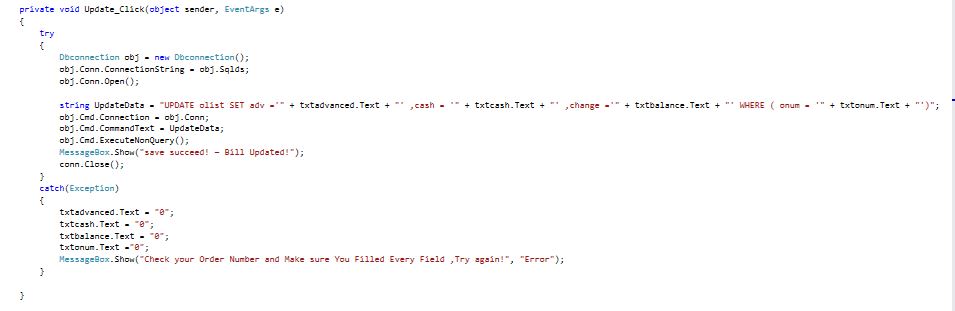 private void Update_Click(object sender, EventArgs e)
{
try
{
Dbconnection obj = new Dbconnection();
obj.Conn.ConnectionString = obj.Sqlds;
obj.Conn.Open();
string UpdateData = "UPDATE olist SET adv ='" + txtadvanced.Text + "' ,cash = '" + txtcash.Text + "' ,change ='" + txtbalance.Text + "' WHERE ( onum = '" + txtonum.Text + "')";
obj.Cmd.Connection = obj.Conn;
obj.Cmd.CommandText = UpdateData;
obj.Cmd.ExecuteNonQuery();
MessageBox.Show("save succeed! - Bill Updated!");
conn.Close();
}
catch(Exception)
{
txtadvanced.Text = "0";
txtcash.Text = "0";
txtbalance.Text = "0";
txtonum.Text ="0";
MessageBox.Show("Check your Order Number and Make sure You Filled Every Field ,Try again!", "Error");
}
}